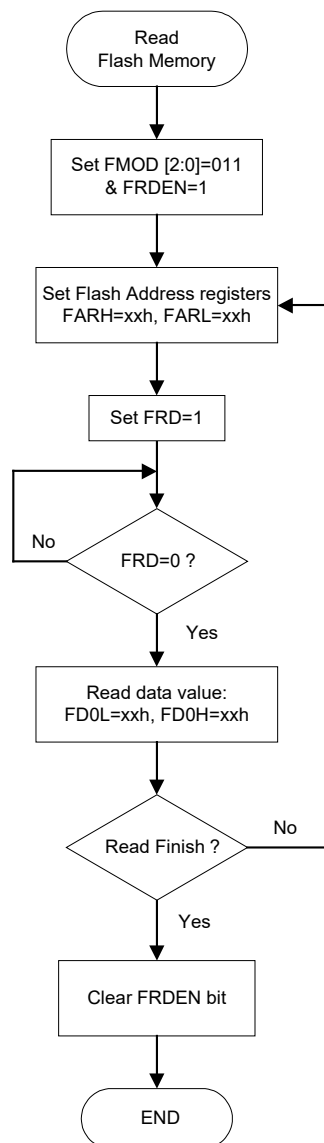 Read
Flash Memory
Set FMOD [2:0]=011
& FRDEN=1
Set Flash Address registers
FARH=xxh, FARL=xxh
Set FRD=1
No
FRD=0 ?
Yes
Read data value:
FD0L=xxh, FD0H=xxh
Read Finish ?
No
Yes
Clear FRDEN bit
END